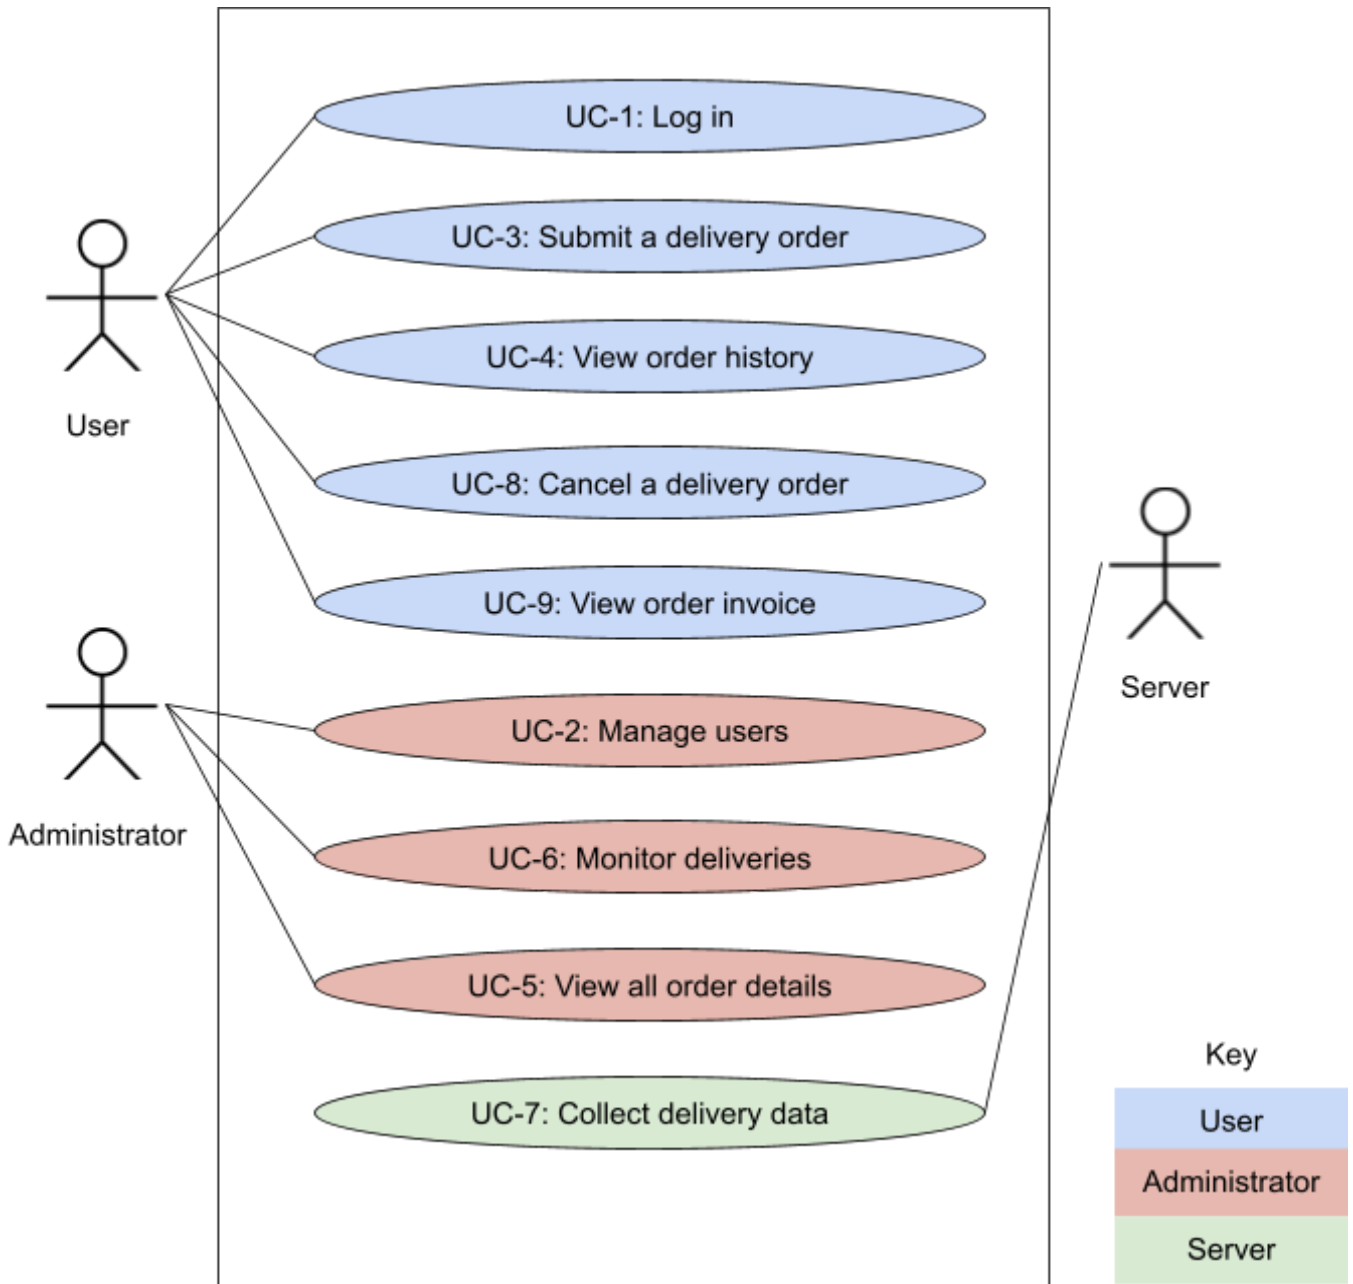 UC-1: Log in
UC-3: Submit a delivery order
UC-4: View order history
User
UC-8: Cancel a delivery order
UC-9: View order invoice
Server
UC-2: Manage users
Administrator
UC-6: Monitor deliveries
UC-5: View all order details
UC-7: Collect delivery data
Key
User
Administrator
Server